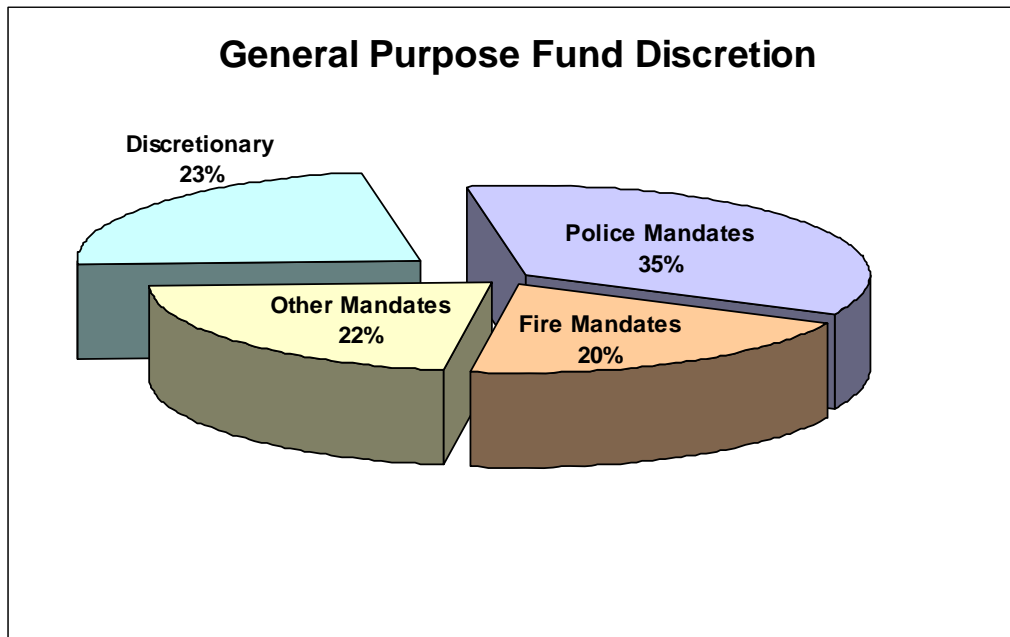 General Purpose Fund Discretion
Discretionary
23%
Police Mandates
35%
Other Mandates
22%
Fire Mandates
20%